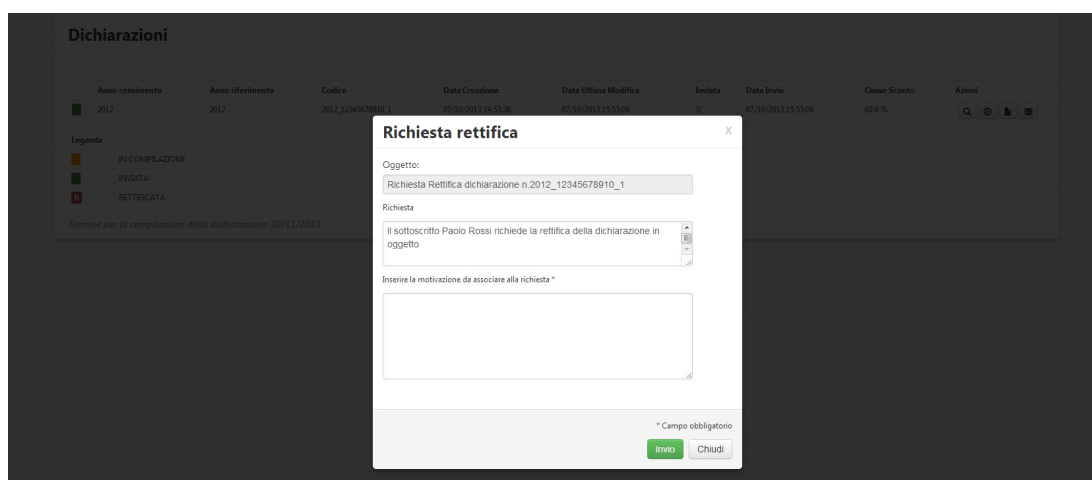 Dichiarazioni
Anno censimento Anno riferimento Codice Data Creazione Data Ultima Modifica Inviata Data Invio Classe Sconto Azioni
2012 2012 2012_12345678910_1 07/10/2013 14:53:36 07/10/2013 15:55:08 SI 07/10/2013 15:55:08 60.0 %
Legenda
IN COMPILAZIONE
INVIATA
R RETTIFICATA
Termine per la compilazione della dichiarazione: 30/11/2013
Richiesta rettifica X
Oggetto:
Richiesta Rettifica dichiarazione n.2012_12345678910_1
Richiesta
Il sottoscritto Paolo Rossi richiede la rettifica della dichiarazione in
oggetto
Inserire la motivazione da associare alla richiesta *
* Campo obbligatorio
Invio Chiudi